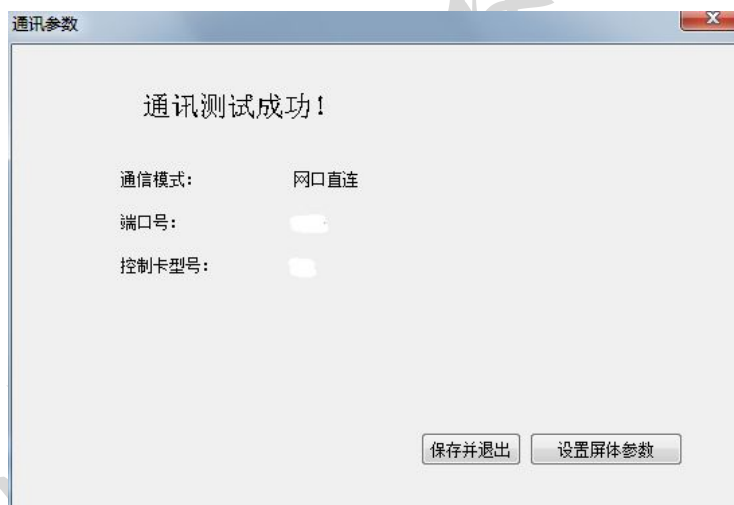 通讯参数
通讯测试成功!
通信模式: 网口直连
端口号:
控制卡型号:
保存并退出 设置屏体参数